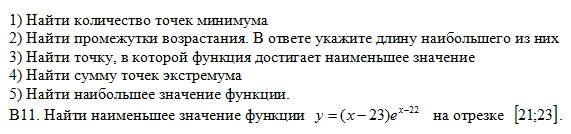 1) Найти количество точек минимума
2) Найти промежутки возрастания. В ответе укажите длину наибольшего из них
3) Найти точку, в которой функция достигает наименьшее значение
4) Найти сумму точек экстремума
5) Найти наибольшее значение функции.
В11. Найти наименьшее значение функции y = (x − 23)eˣ⁻²² на отрезке [21;23].